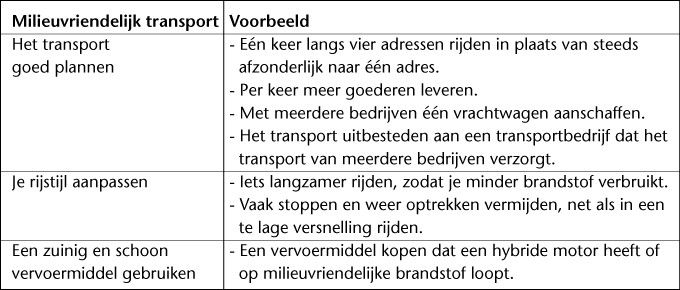 Milieuvriendelijk transport Voorbeeld
Het transport
goed plannen
- Eén keer langs vier adressen rijden in plaats van steeds
afzonderlijk naar één adres.
- Per keer meer goederen leveren.
- Met meerdere bedrijven één vrachtwagen aanschaffen.
- Het transport uitbesteden aan een transportbedrijf dat het
transport van meerdere bedrijven verzorgt.
Je rijstijl aanpassen
- Iets langzamer rijden, zodat je minder brandstof verbruikt.
- Vaak stoppen en weer optrekken vermijden, net als in een
te lage versnelling rijden.
Een zuinig en schoon
vervoermiddel gebruiken
- Een vervoermiddel kopen dat een hybride motor heeft of
op milieuvriendelijke brandstof loopt.